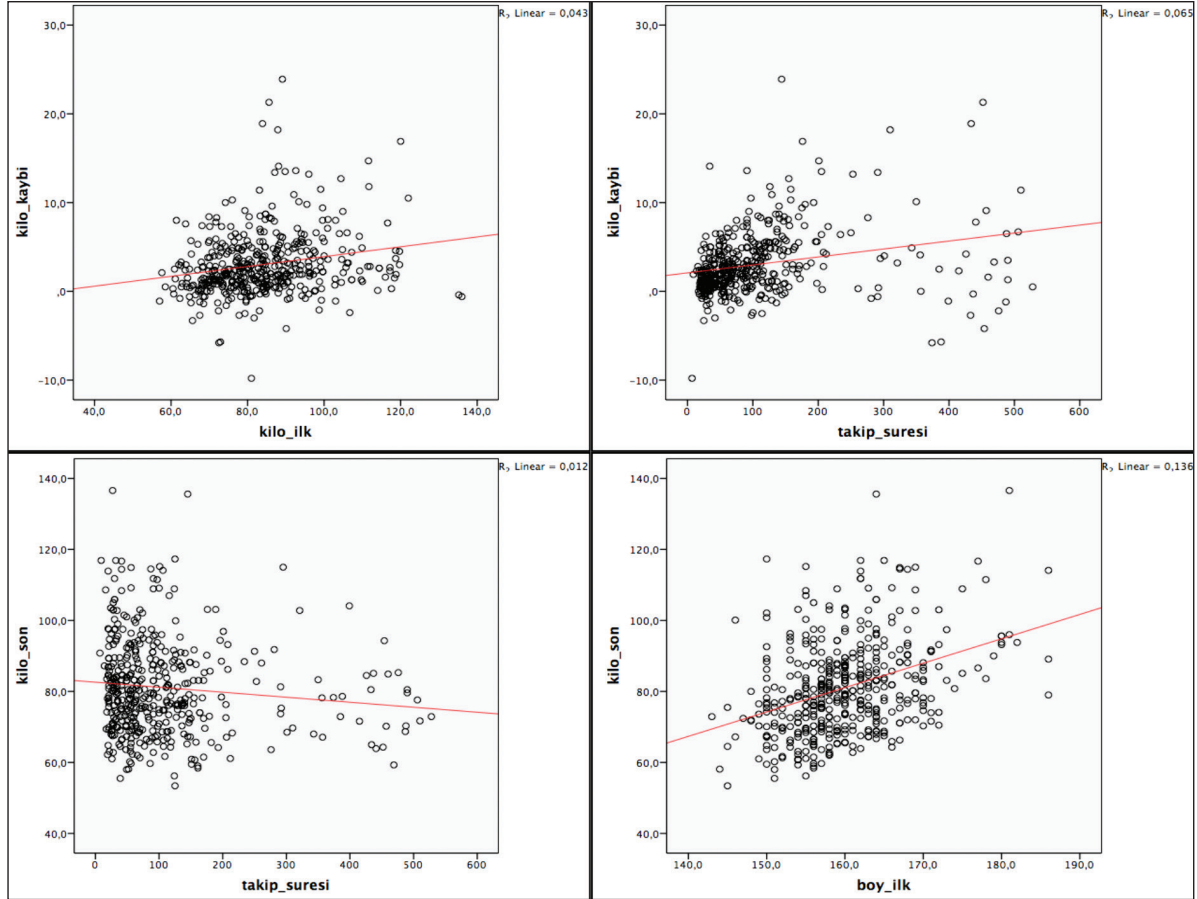 R₂ Linear = 0,043
kilo_kaybi
30,0
20,0
10,0
,0
−10,0
40,0 60,0 80,0 100,0 120,0 140,0
kilo_ilk
R₂ Linear = 0,065
kilo_kaybi
30,0
20,0
10,0
,0
−10,0
0 100 200 300 400 500 600
takip_suresi
R₂ Linear = 0,012
kilo_son
140,0
120,0
100,0
80,0
60,0
40,0
0 100 200 300 400 500 600
takip_suresi
R₂ Linear = 0,136
kilo_son
140,0
120,0
100,0
80,0
60,0
40,0
140,0 150,0 160,0 170,0 180,0 190,0
boy_ilk